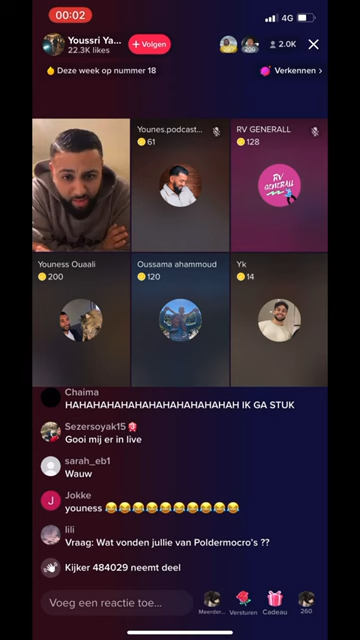 00:02
4G
Youssri Ya...
22.3K likes
+ Volgen
2.0K
Deze week op nummer 18
Verkennen >
Younes.podcast...
61
RV GENERALL
128
RV
GENERALL
Youness Ouaali
200
Oussama ahammoud
120
Yk
14
Chaima
HAHAHAHAHAHAHAHAHAHAHAH IK GA STUK
Sezersoyak15
Gooi mij er in live
sarah_eb1
Wauw
J
Jokke
youness 😂😂😂😂😂😂😂😂😂😂
lili
Vraag: Wat vonden jullie van Poldermocro's ??
Kijker 484029 neemt deel
Voeg een reactie toe...
Meerder...
Versturen
Cadeau
260